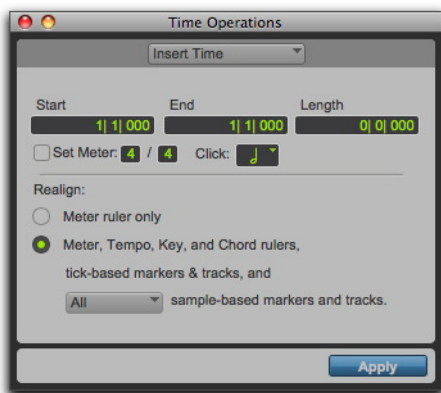 Time Operations
Insert Time
Start End Length
1| 1| 000 1| 1| 000 0| 0| 000
Set Meter: 4 / 4 Click:
Realign:
Meter ruler only
Meter, Tempo, Key, and Chord rulers,
tick-based markers & tracks, and
All sample-based markers and tracks.
Apply